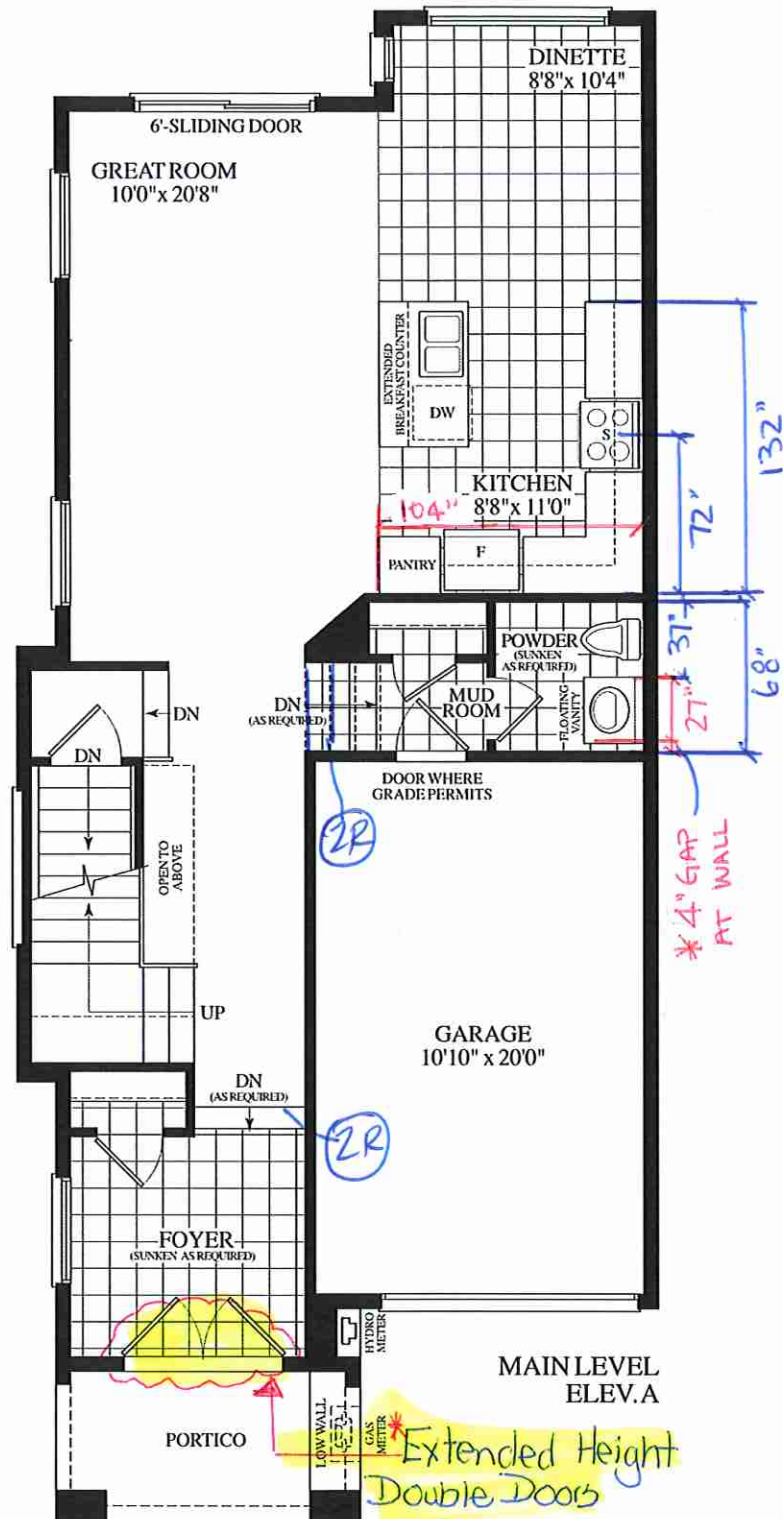 DINETTE
8'8"x 10'4"
6'-SLIDING DOOR
GREAT ROOM
10'0"x 20'8"
EXTENDED
BREAKFAST COUNTER
DW
S
132"
72"
KITCHEN
8'8"x 11'0"
104"
PANTRY
F
POWDER
(SUNKEN
AS REQUIRED)
37"
68"
DN
(AS REQUIRED)
MUD
ROOM
FLOATING
VANITY
27"
DN
DN
DOOR WHERE
GRADE PERMITS
2R
* 4" GAP
AT WALL
OPEN TO
ABOVE
UP
GARAGE
10'10" x 20'0"
DN
(AS REQUIRED)
2R
FOYER
(SUNKEN AS REQUIRED)
HYDRO
METER
MAIN LEVEL
ELEV. A
PORTICO
LOW WALL
GAS
METER
* Extended Height
Double Doors